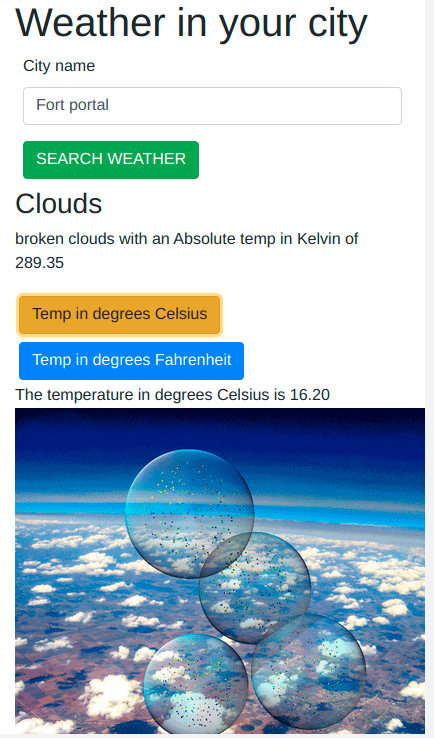 Weather in your city
City name
Fort portal
SEARCH WEATHER
Clouds
broken clouds with an Absolute temp in Kelvin of
289.35
Temp in degrees Celsius
Temp in degrees Fahrenheit
The temperature in degrees Celsius is 16.20